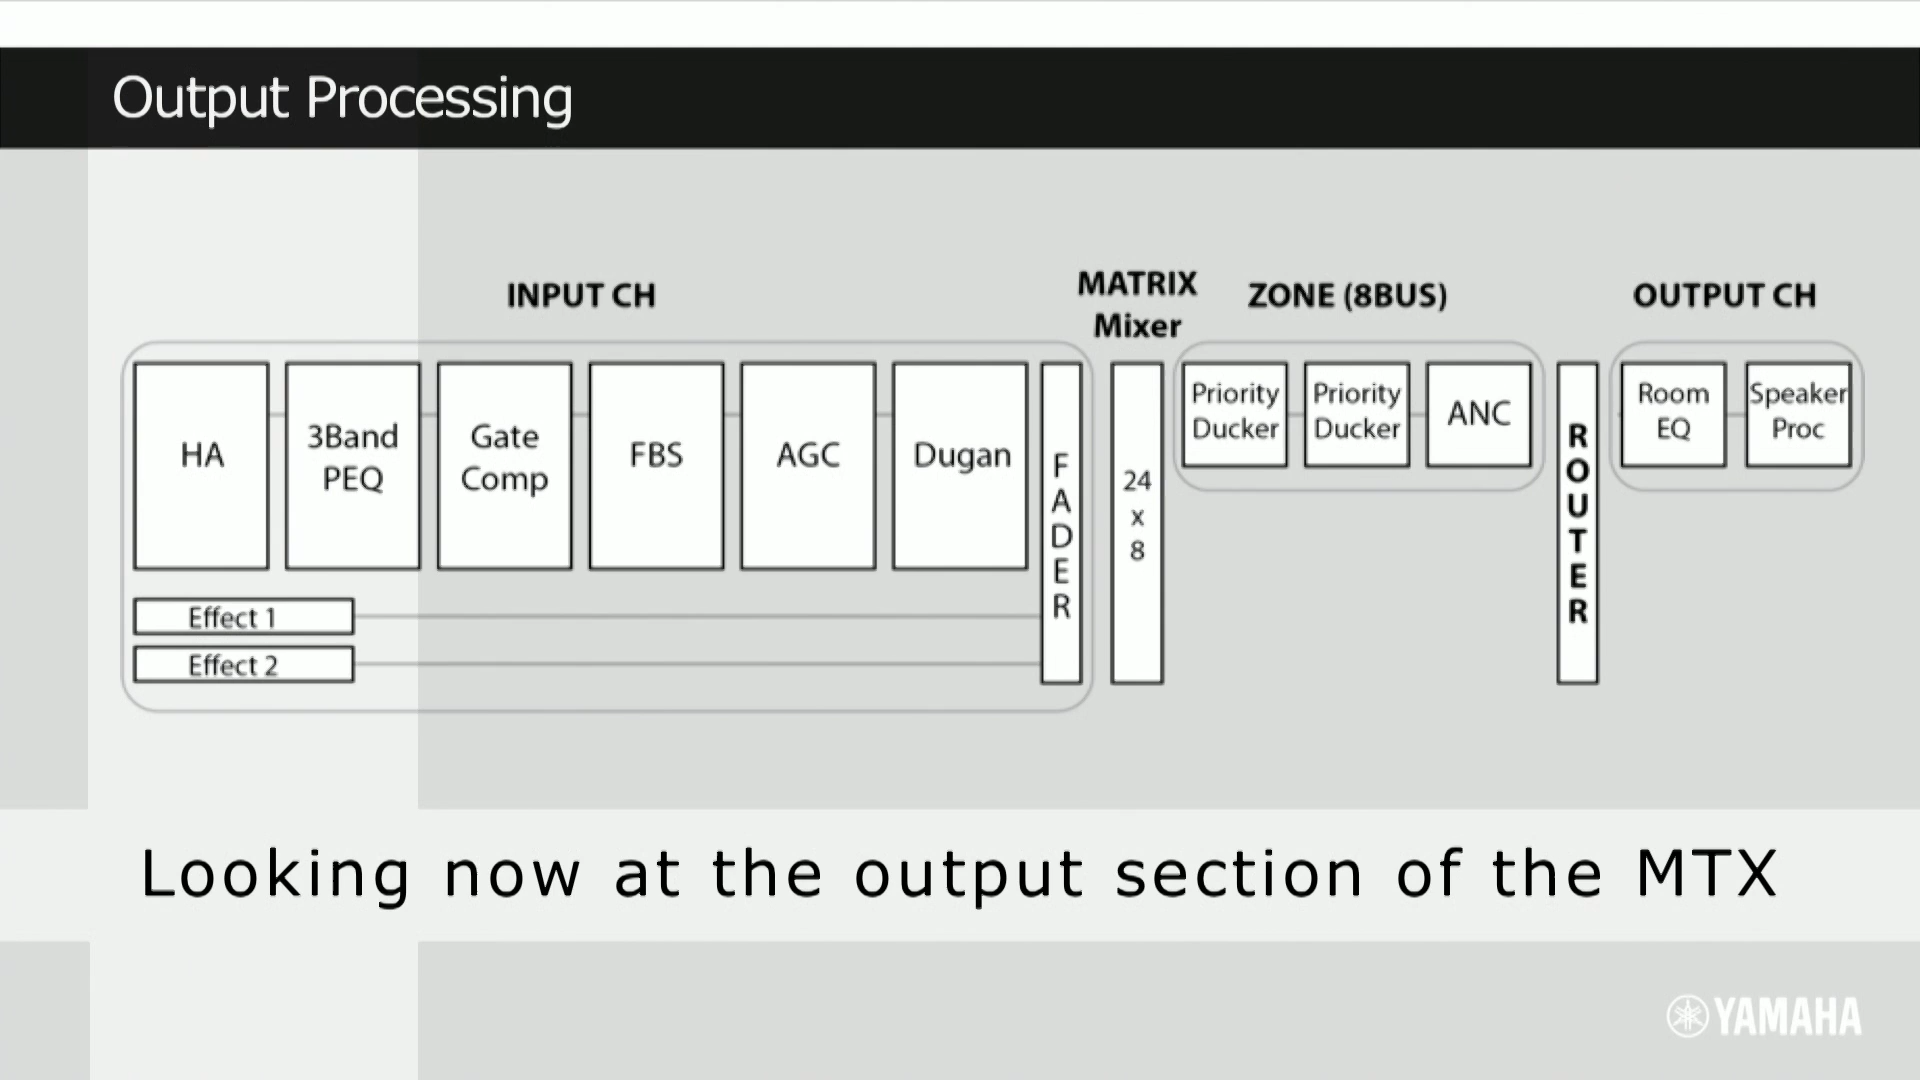 Output Processing
INPUT CH
MATRIX
Mixer
ZONE (8BUS)
OUTPUT CH
HA
3Band
PEQ
Gate
Comp
FBS
AGC
Dugan
FADER
24
x
8
Priority
Ducker
Priority
Ducker
ANC
ROUTER
Room
EQ
Speaker
Proc
Effect 1
Effect 2
Looking now at the output section of the MTX
YAMAHA